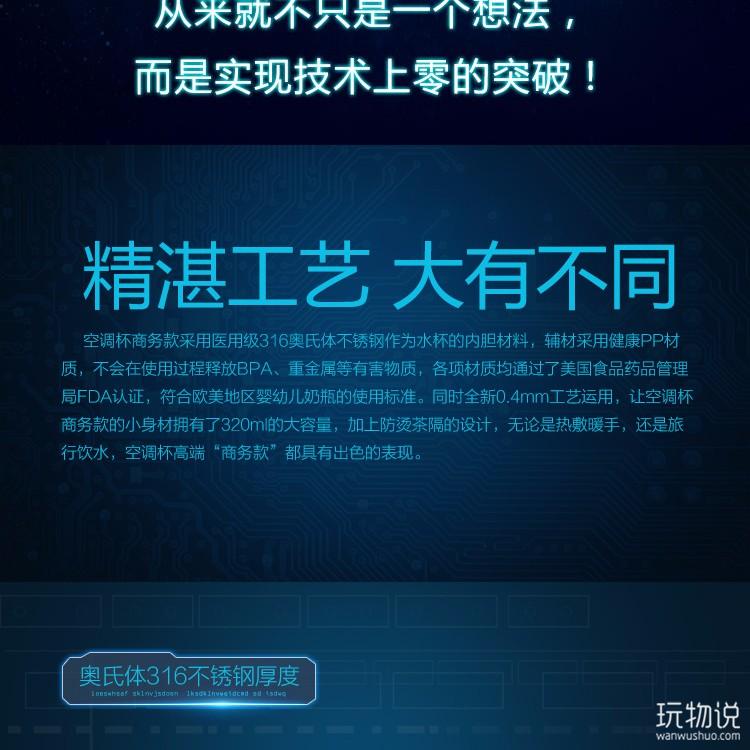 从来就不只是一个想法，
而是实现技术上零的突破！
精湛工艺 大有不同
空调杯商务款采用医用级316奥氏体不锈钢作为水杯的内胆材料，辅材采用健康PP材
质，不会在使用过程释放BPA、重金属等有害物质，各项材质均通过了美国食品药品管理
局FDA认证，符合欧美地区婴幼儿奶瓶的使用标准。同时全新0.4mm工艺运用，让空调杯
商务款的小身材拥有了320ml的大容量，加上防烫茶隔的设计，无论是热敷暖手，还是旅
行饮水，空调杯高端“商务款”都具有出色的表现。
奥氏体316不锈钢厚度
玩物说
wanwushuo.com